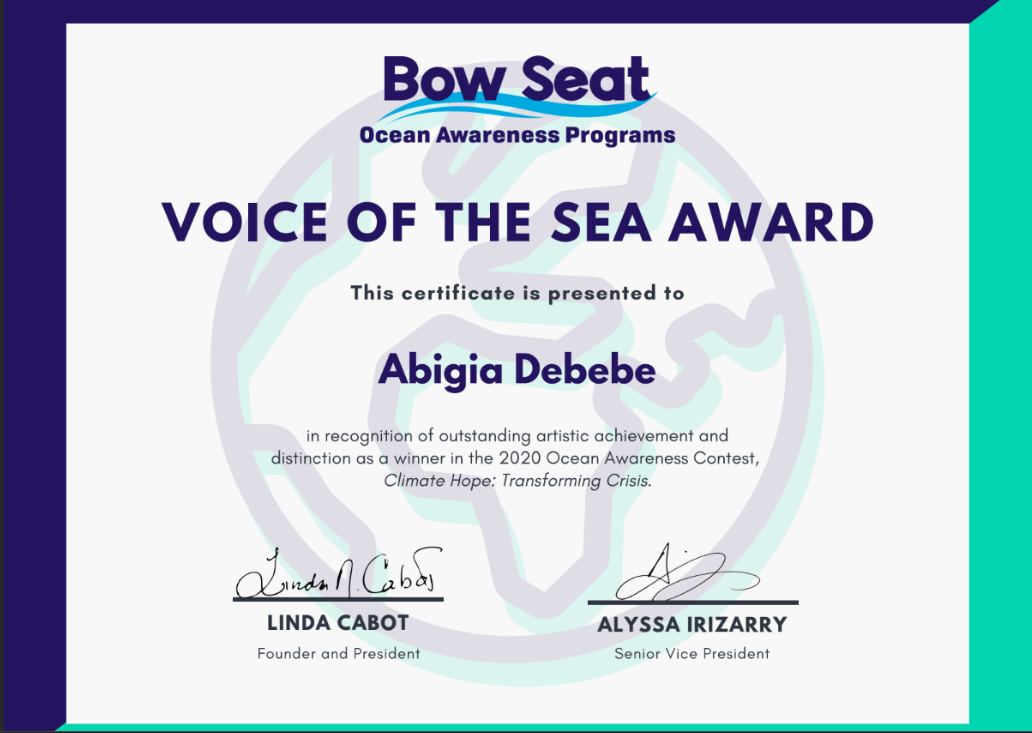 Bow Seat
Ocean Awareness Programs
VOICE OF THE SEA AWARD
This certificate is presented to
Abigia Debebe
in recognition of outstanding artistic achievement and
distinction as a winner in the 2020 Ocean Awareness Contest,
Climate Hope: Transforming Crisis.
Linda N. Cabot
LINDA CABOT
Founder and President
ALYSSA IRIZARRY
Senior Vice President